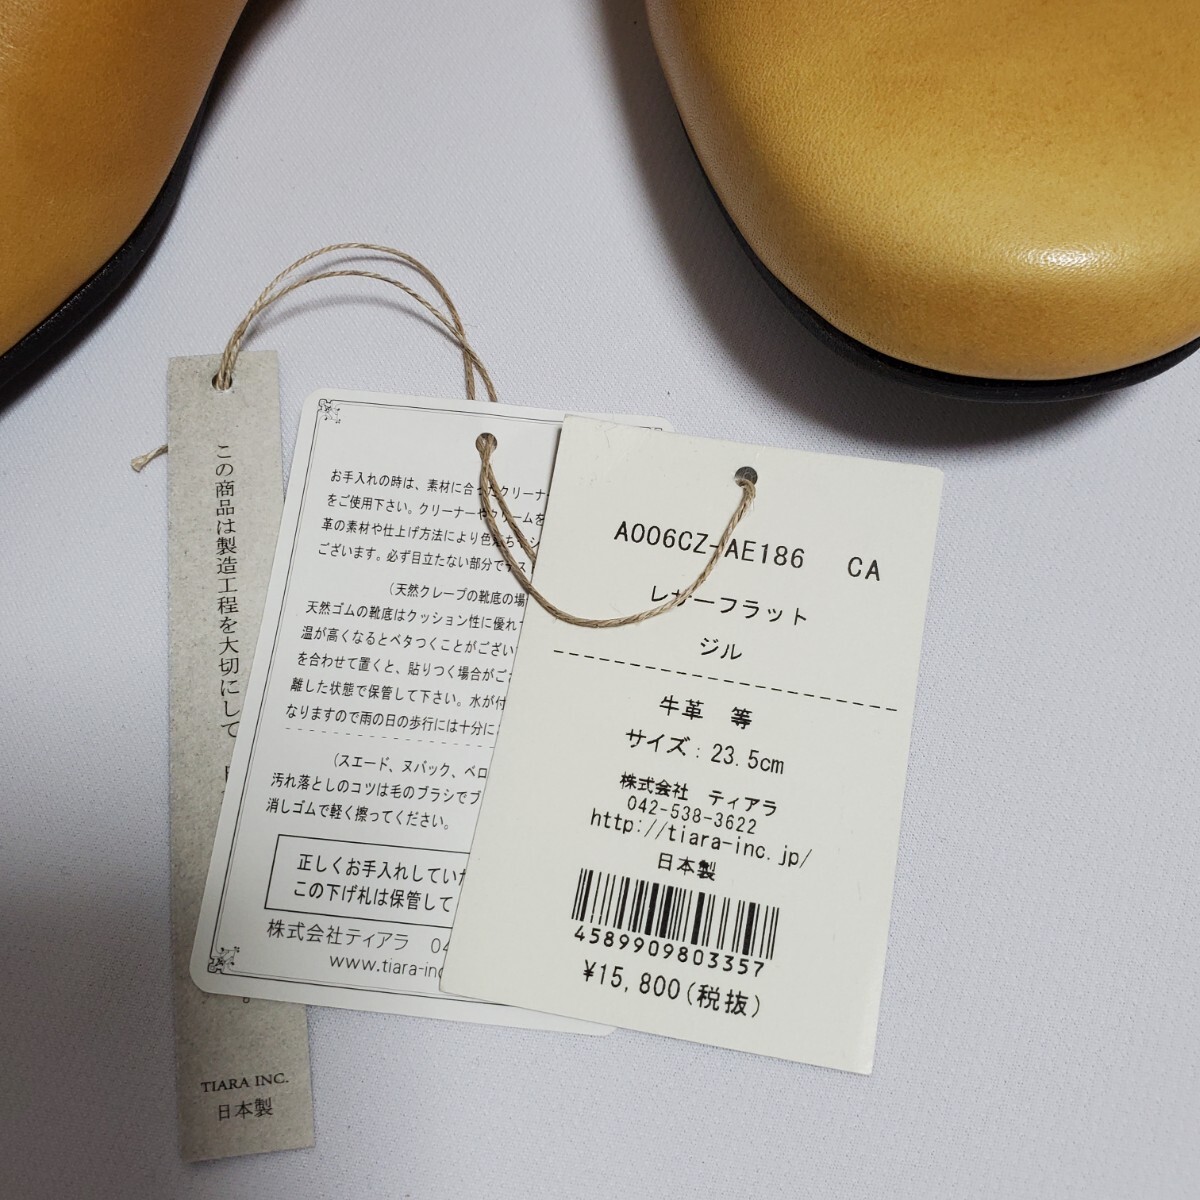 この商品は製造工程を大切にして
TIARA INC.
日本製
お手入れの時は、素材に合ったクリーナー
をご使用下さい。クリーナーやクリームを
革の素材や仕上げ方法により色落ちや
ございます。必ず目立たない部分でテスト
(天然クレープの靴底の場
天然ゴムの靴底はクッション性に優れ
温が高くなるとベタつくことがござい
を合わせて置くと、貼りつく場合がご
離した状態で保管して下さい。水が付
なりますので雨の日の歩行には十分に
(スエード、ヌバック、ベロ
汚れ落としのコツは毛のブラシでブ
消しゴムで軽く擦ってください。
正しくお手入れしていた
この下げ札は保管して
株式会社ティアラ 04
www.tiara-inc
A006CZ-AE186 CA
レザーフラット
ジル
牛革 等
サイズ：23.5cm
株式会社 ティアラ
042-538-3622
http://tiara-inc.jp/
日本製
4589909803357
¥15,800(税抜)